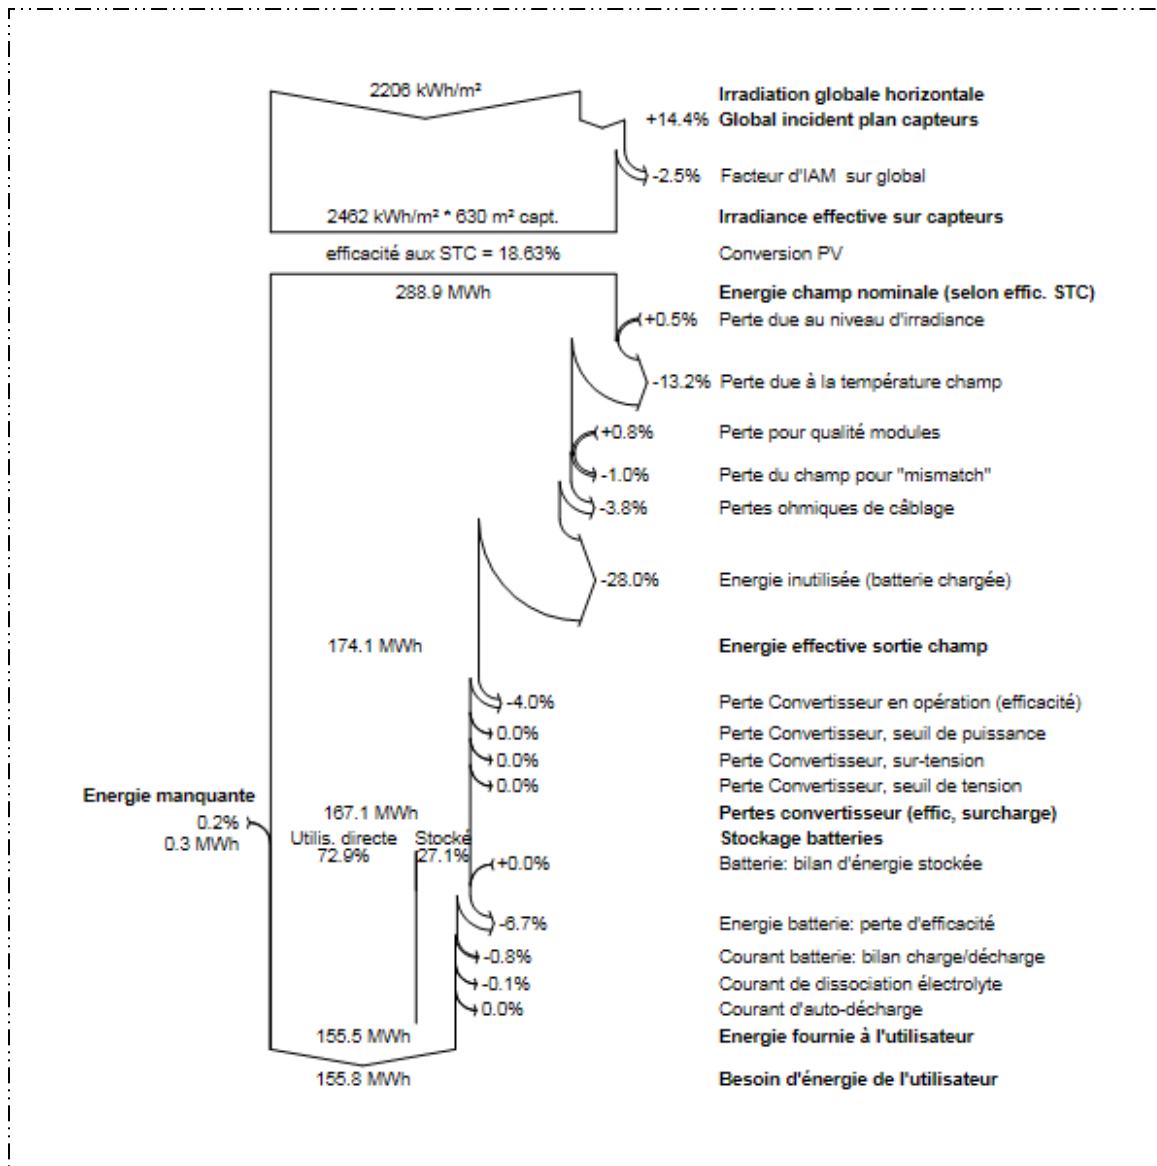 2206 kWh/m²
Irradiation globale horizontale
+14.4% Global incident plan capteurs
-2.5% Facteur d'IAM sur global
2462 kWh/m² * 630 m² capt.
Irradiance effective sur capteurs
efficacité aux STC = 18.63%
Conversion PV
288.9 MWh
Energie champ nominale (selon effic. STC)
+0.5% Perte due au niveau d'irradiance
-13.2% Perte due à la température champ
+0.8% Perte pour qualité modules
-1.0% Perte du champ pour "mismatch"
-3.8% Pertes ohmiques de câblage
-28.0% Energie inutilisée (batterie chargée)
174.1 MWh
Energie effective sortie champ
-4.0% Perte Convertisseur en opération (efficacité)
0.0% Perte Convertisseur, seuil de puissance
0.0% Perte Convertisseur, sur-tension
0.0% Perte Convertisseur, seuil de tension
Energie manquante
0.2%
0.3 MWh
167.1 MWh
Pertes convertisseur (effic, surcharge)
Utilis. directe Stocké
Stockage batteries
72.9% 27.1%
+0.0% Batterie: bilan d'énergie stockée
-6.7% Energie batterie: perte d'efficacité
-0.8% Courant batterie: bilan charge/décharge
-0.1% Courant de dissociation électrolyte
0.0% Courant d'auto-décharge
155.5 MWh
Energie fournie à l'utilisateur
155.8 MWh
Besoin d'énergie de l'utilisateur